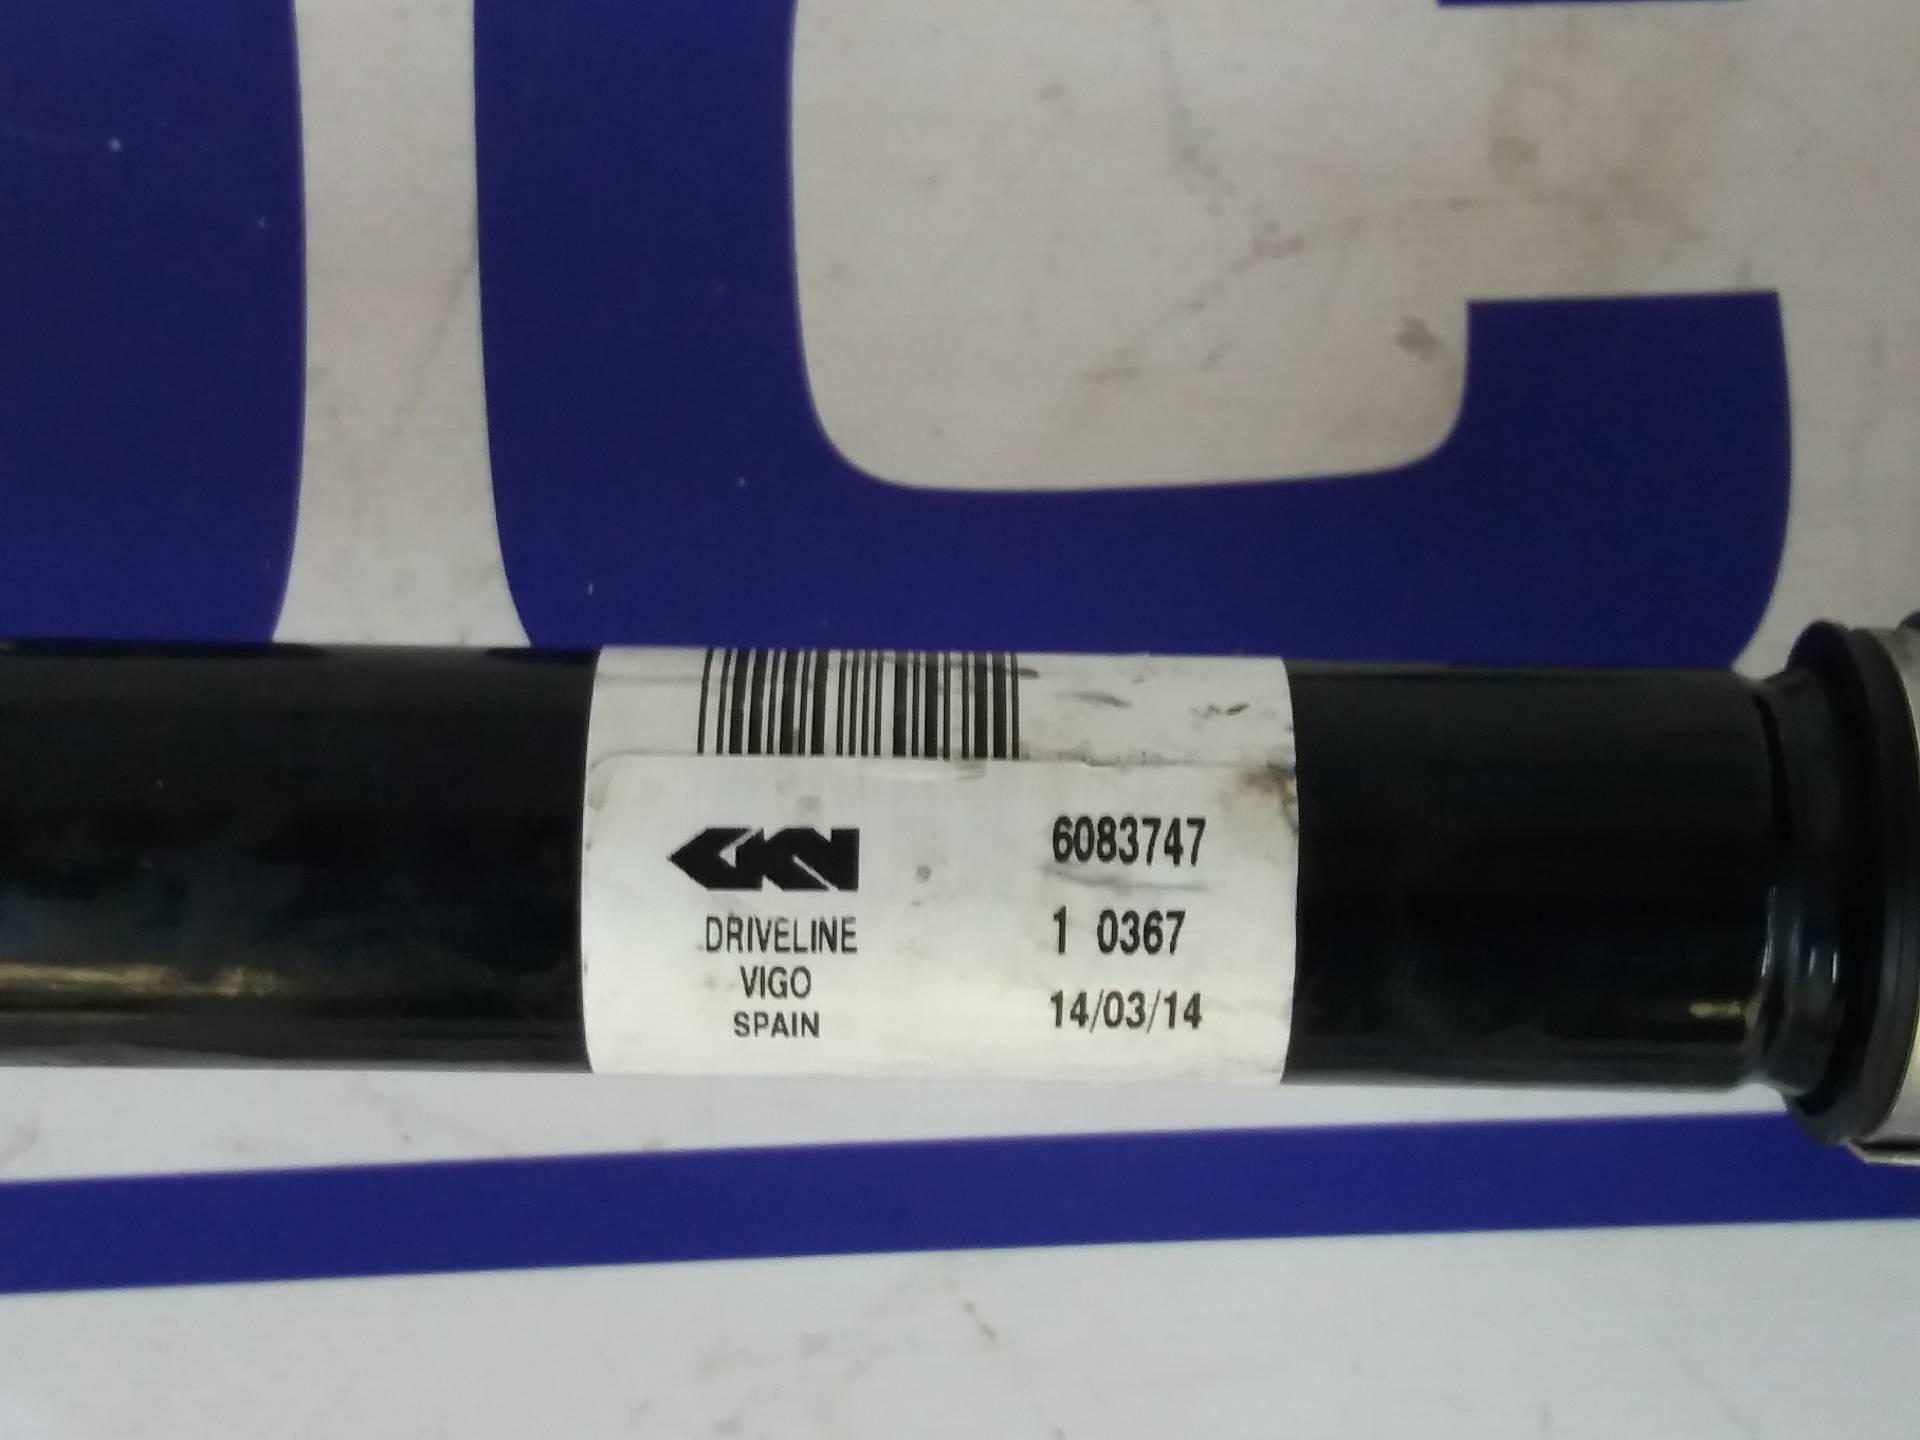 GKN
DRIVELINE
VIGO
SPAIN
6083747
1 0367
14/03/14